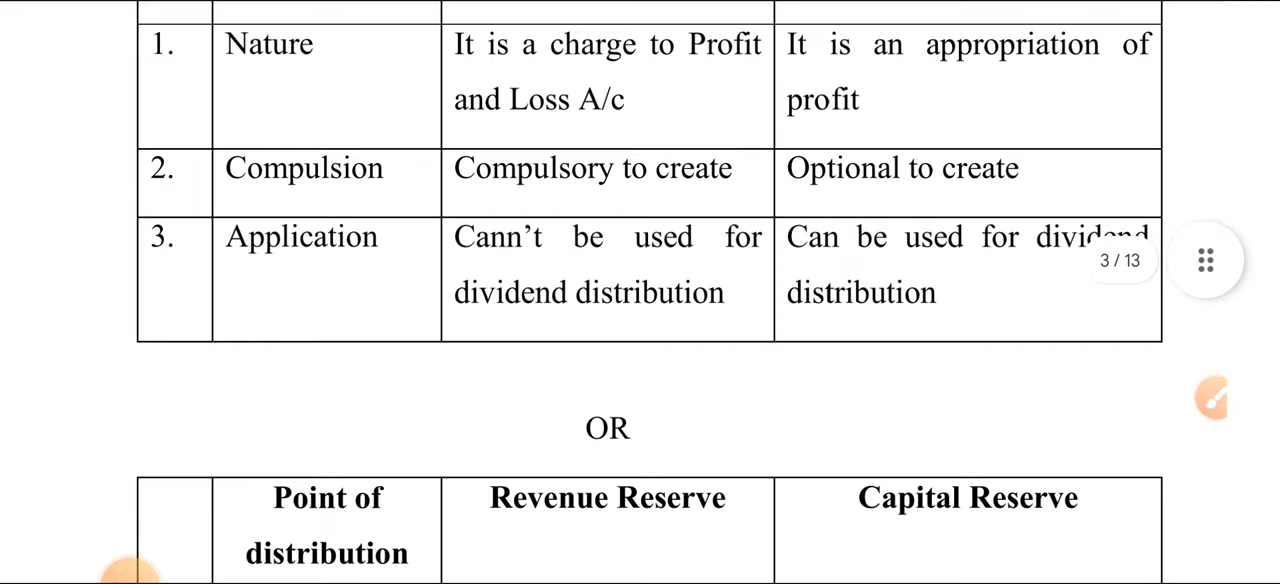 1. Nature It is a charge to Profit It is an appropriation of
and Loss A/c profit
2. Compulsion Compulsory to create Optional to create
3. Application Cann’t be used for Can be used for dividend
3 / 13
dividend distribution distribution
OR
Point of Revenue Reserve Capital Reserve
distribution